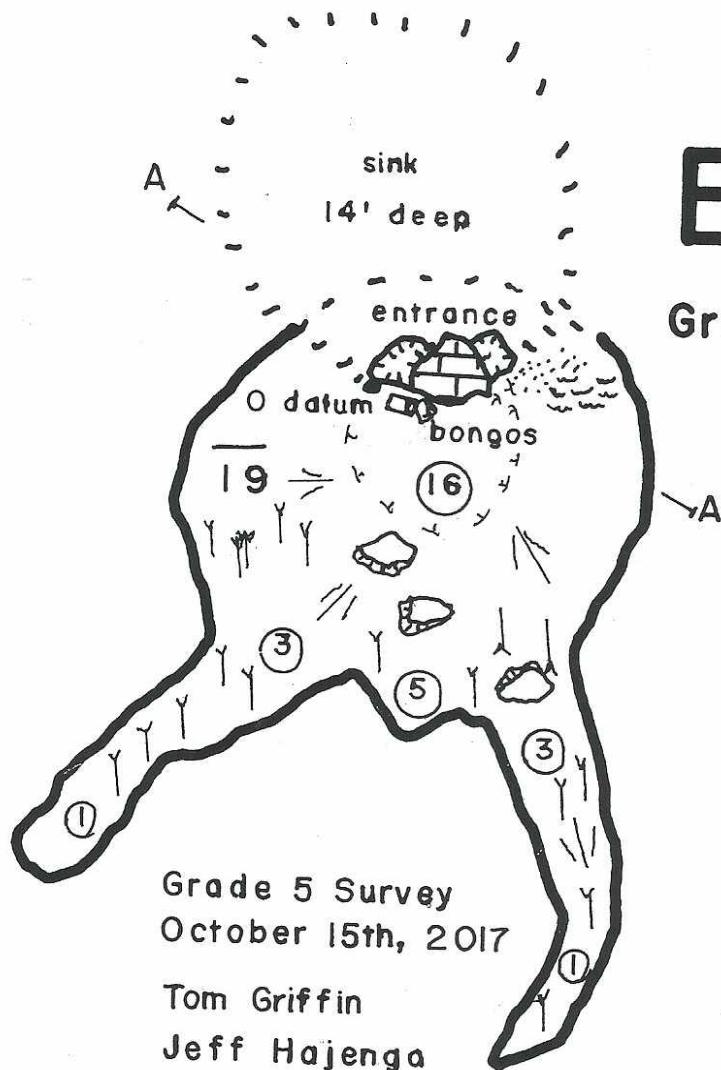 A
sink
14' deep
E
entrance
Gr
0 datum
bongos
19
16
A
3
5
3
1
1
Grade 5 Survey
October 15th, 2017
Tom Griffin
Jeff Hajenga